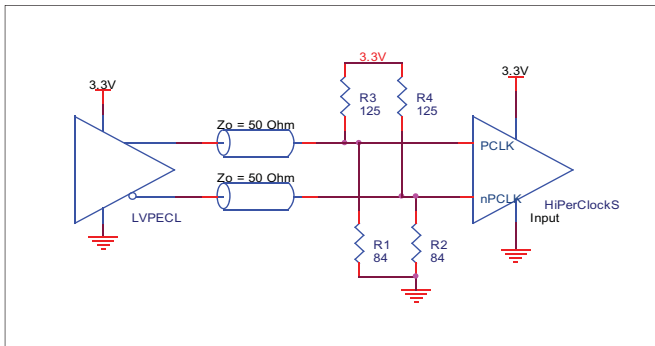 3.3V
3.3V
3.3V
R3
125
R4
125
Zo = 50 Ohm
PCLK
Zo = 50 Ohm
nPCLK
HiPerClockS
Input
LVPECL
R1
84
R2
84